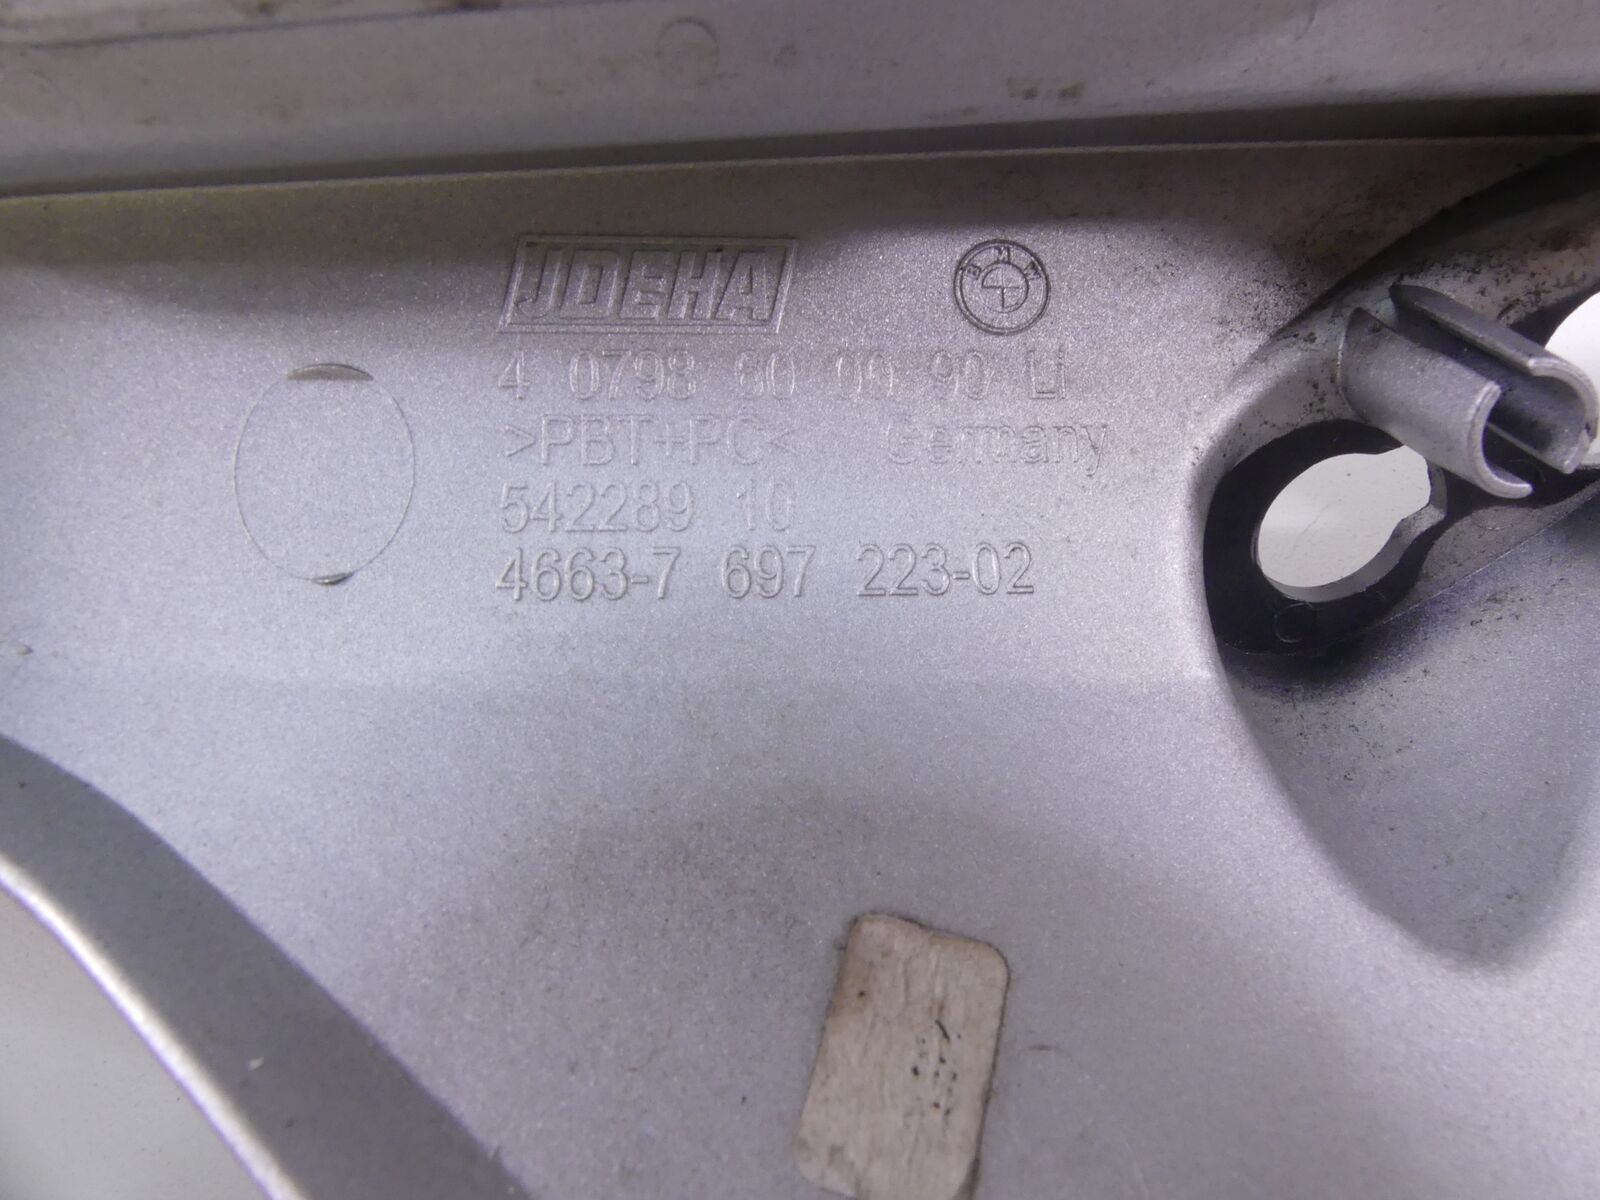 JDEHA
BMW
4 0798 60 00 90 Li
>PBT+PC< Germany
542289 10
4663-7 697 223-02